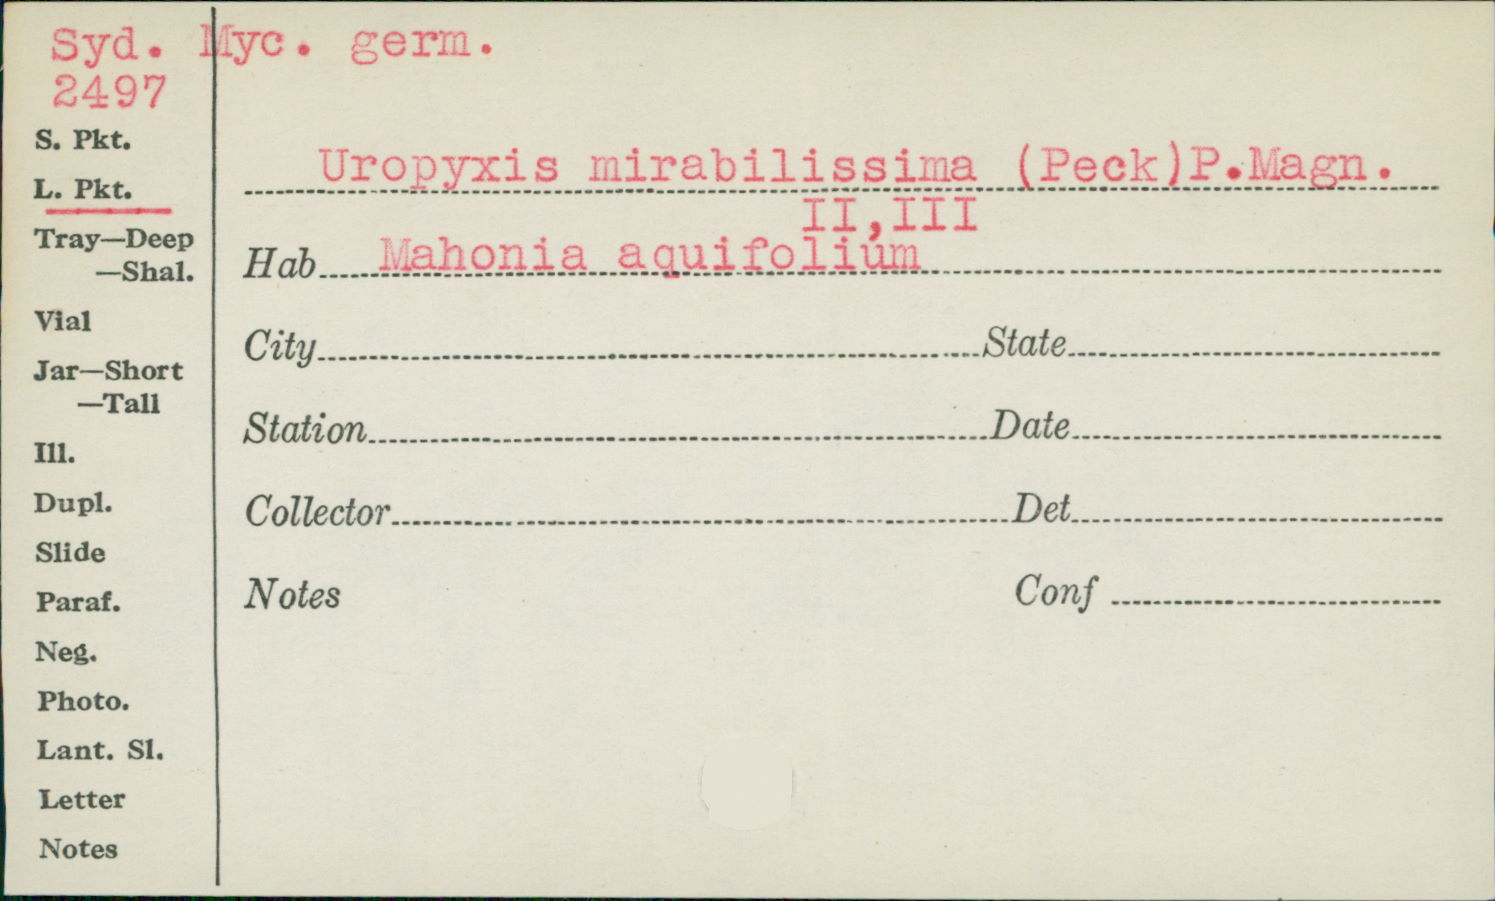 Syd. Myc. germ.
2497
S. Pkt.
L. Pkt.
Tray—Deep
—Shal.
Vial
Jar—Short
—Tall
Ill.
Dupl.
Slide
Paraf.
Neg.
Photo.
Lant. Sl.
Letter
Notes
Uropyxis mirabilissima (Peck)P.Magn.
II,III
Hab Mahonia aquifolium
City State
Station Date
Collector Det
Notes Conf